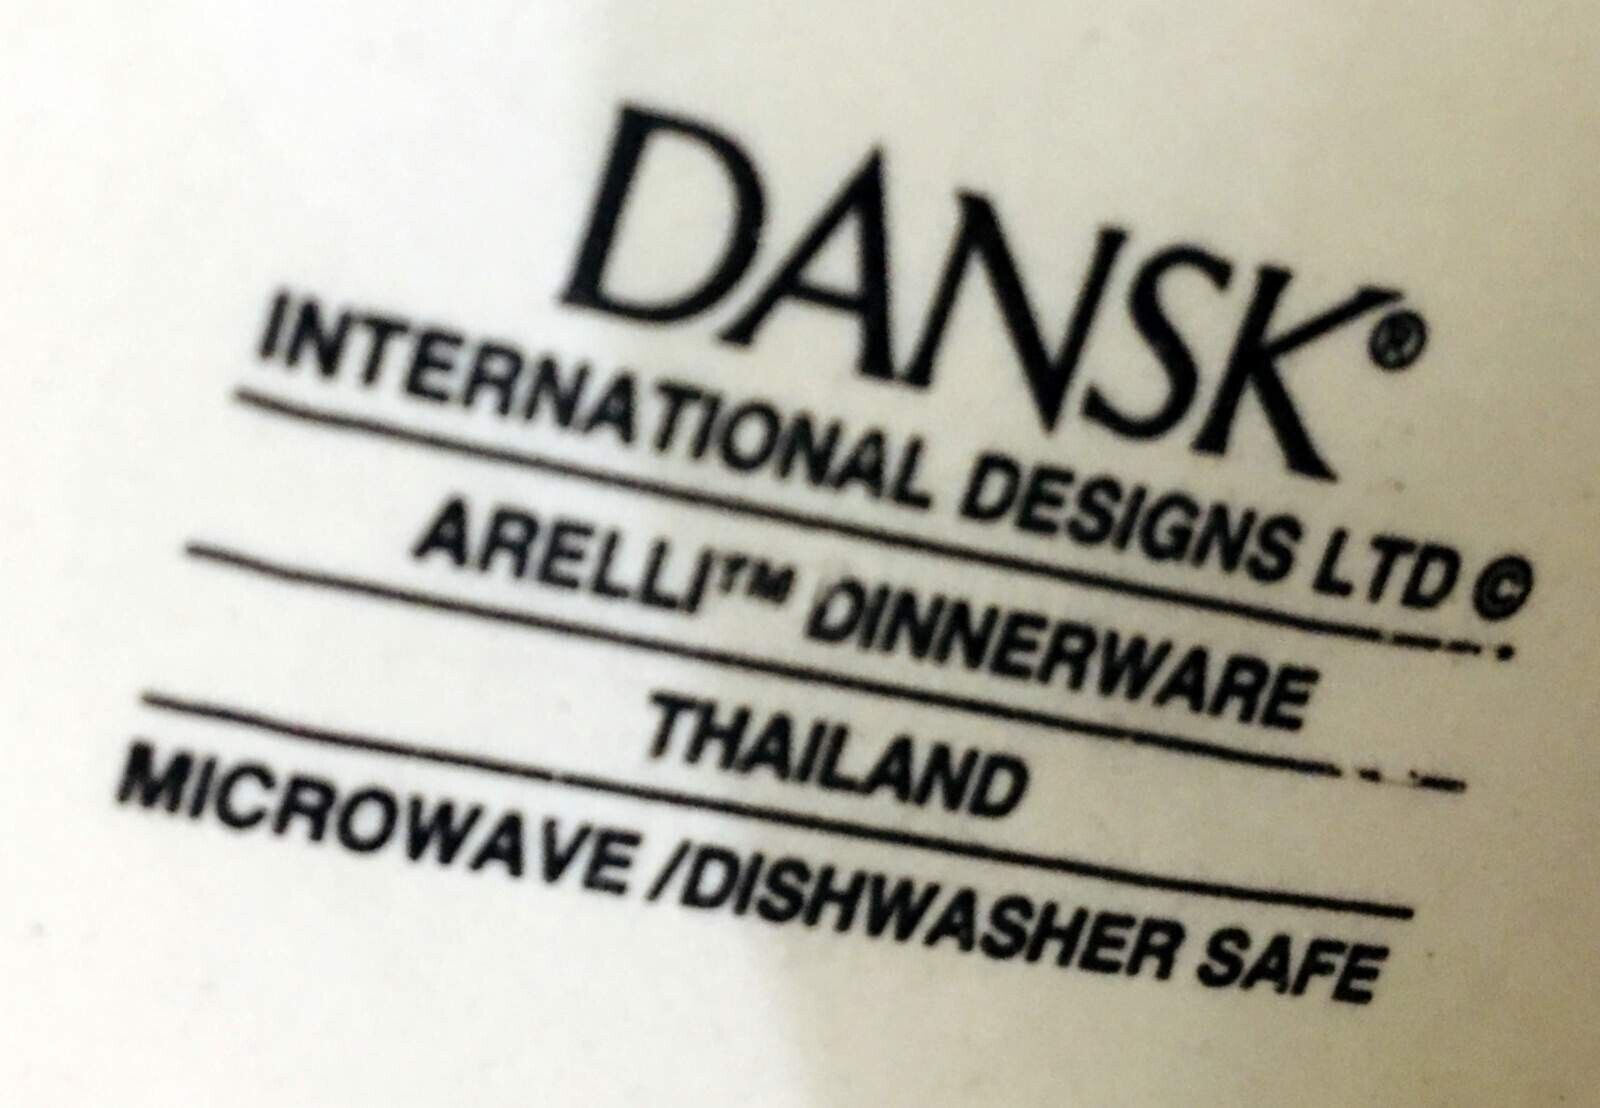 DANSK®
INTERNATIONAL DESIGNS LTD ©
ARELLI™ DINNERWARE
THAILAND
MICROWAVE /DISHWASHER SAFE